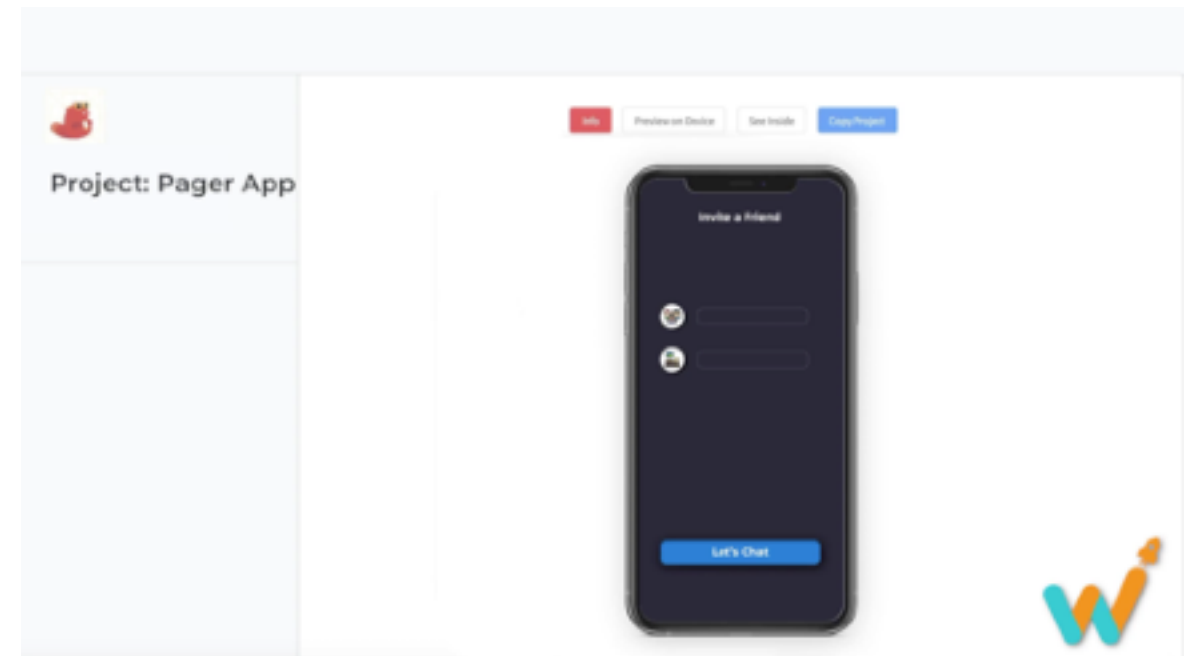 Info
Preview on Device
See Inside
Copy Project
Project: Pager App
Invite a Friend
Let's Chat